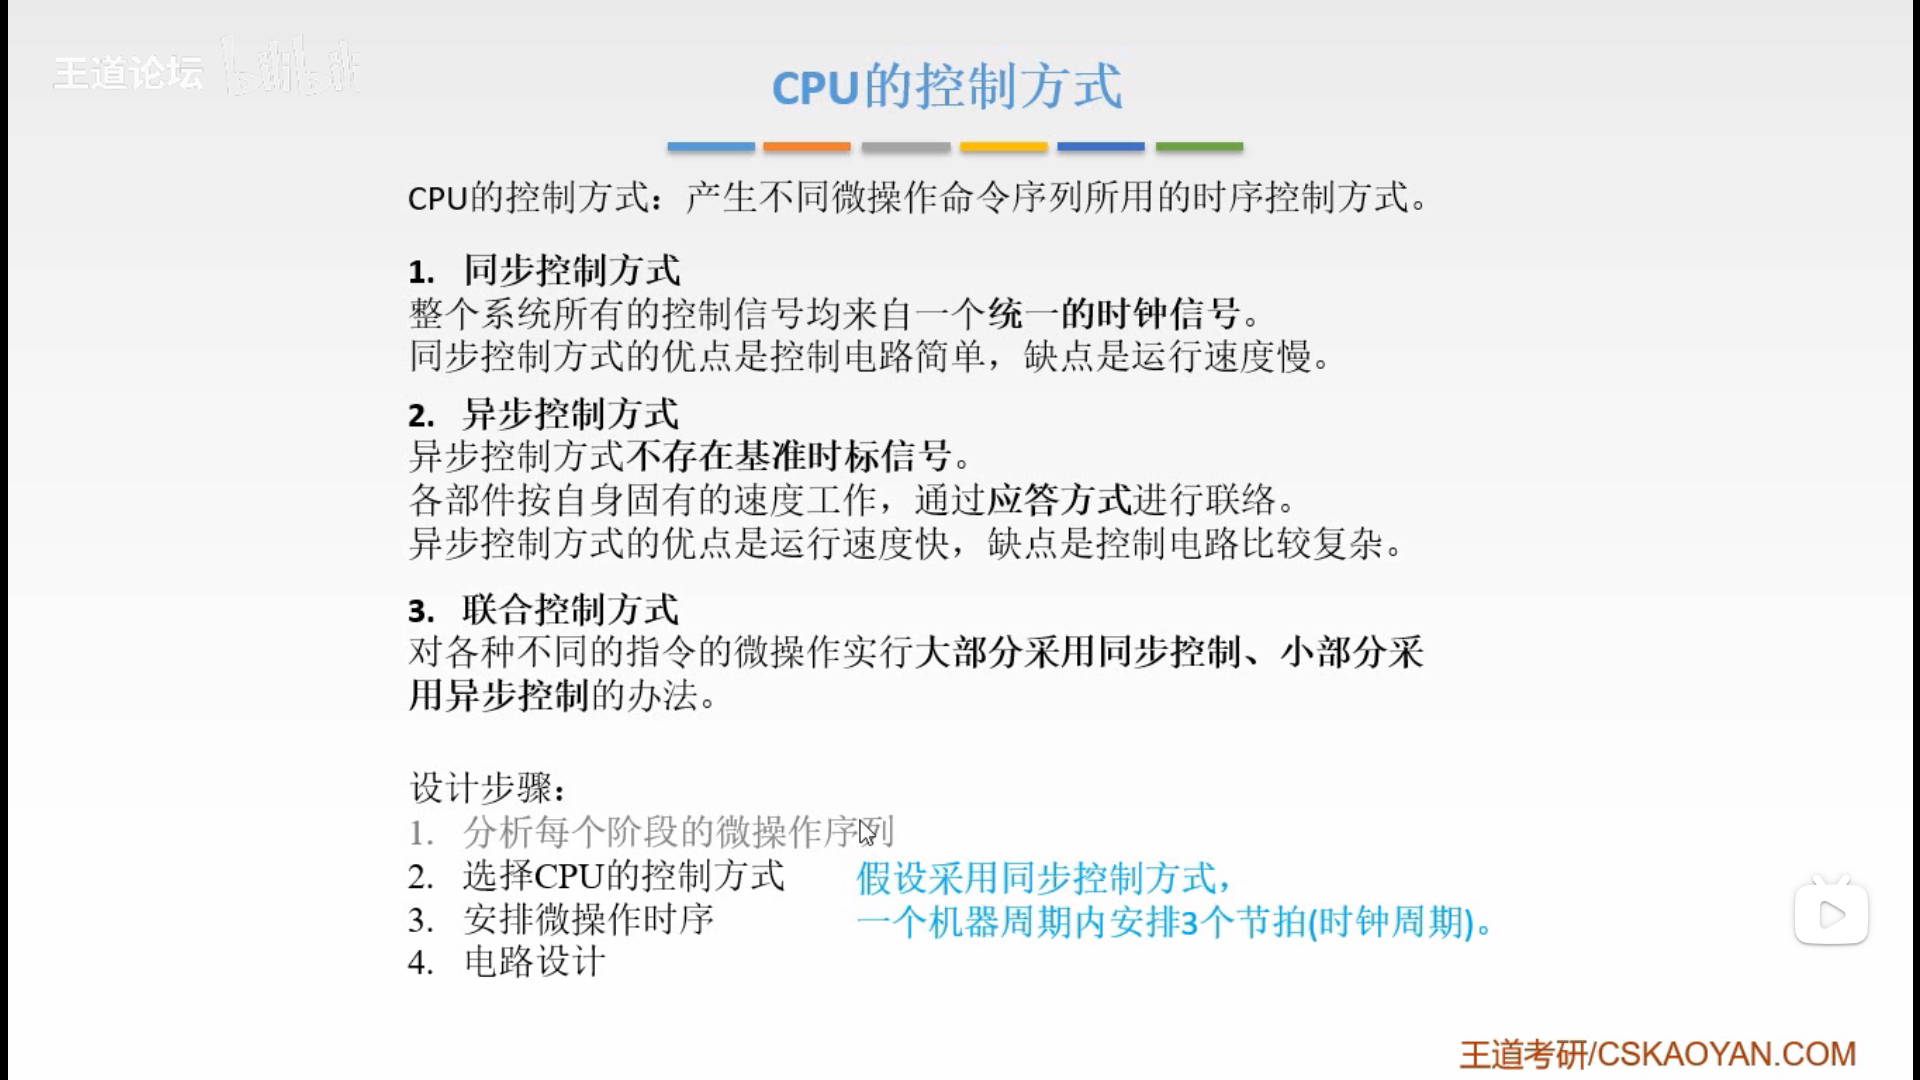 王道论坛 bilibili
CPU的控制方式
CPU的控制方式：产生不同微操作命令序列所用的时序控制方式。
1. 同步控制方式
整个系统所有的控制信号均来自一个统一的时钟信号。
同步控制方式的优点是控制电路简单，缺点是运行速度慢。
2. 异步控制方式
异步控制方式不存在基准时标信号。
各部件按自身固有的速度工作，通过应答方式进行联络。
异步控制方式的优点是运行速度快，缺点是控制电路比较复杂。
3. 联合控制方式
对各种不同的指令的微操作实行大部分采用同步控制、小部分采
用异步控制的办法。
设计步骤：
1. 分析每个阶段的微操作序列
2. 选择CPU的控制方式 假设采用同步控制方式，
3. 安排微操作时序 一个机器周期内安排3个节拍(时钟周期)。
4. 电路设计
王道考研/CSKAOYAN.COM